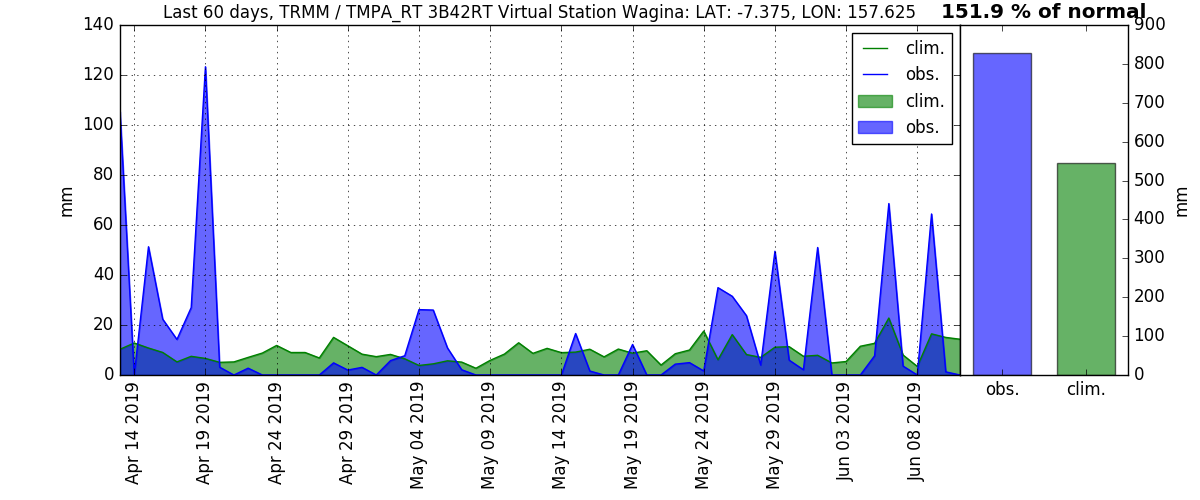 Last 60 days, TRMM / TMPA_RT 3B42RT Virtual Station Wagina: LAT: -7.375, LON: 157.625
151.9 % of normal
140
120
100
80
60
40
20
0
mm
clim.
obs.
clim.
obs.
900
800
700
600
500
400
300
200
100
0
mm
obs.
clim.
Apr 14 2019
Apr 19 2019
Apr 24 2019
Apr 29 2019
May 04 2019
May 09 2019
May 14 2019
May 19 2019
May 24 2019
May 29 2019
Jun 03 2019
Jun 08 2019